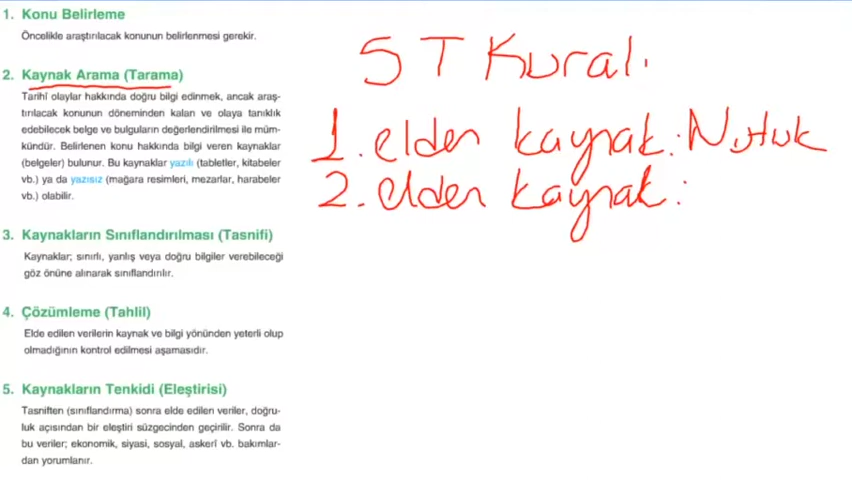 1. Konu Belirleme
Öncelikle araştırılacak konunun belirlenmesi gerekir.
2. Kaynak Arama (Tarama)
Tarihî olaylar hakkında doğru bilgi edinmek, ancak araş-
tırılacak konunun döneminden kalan ve olaya tanıklık
edebilecek belge ve bulguların değerlendirilmesi ile müm-
kündür. Belirlenen konu hakkında bilgi veren kaynaklar
(belgeler) bulunur. Bu kaynaklar yazılı (tabletler, kitabeler
vb.) ya da yazısız (mağara resimleri, mezarlar, harabeler
vb.) olabilir.
3. Kaynakların Sınıflandırılması (Tasnifi)
Kaynaklar; sınırlı, yanlış veya doğru bilgiler verebileceği
göz önüne alınarak sınıflandırılır.
4. Çözümleme (Tahlil)
Elde edilen verilerin kaynak ve bilgi yönünden yeterli olup
olmadığının kontrol edilmesi aşamasıdır.
5. Kaynakların Tenkidi (Eleştirisi)
Tasniften (sınıflandırma) sonra elde edilen veriler, doğru-
luk açısından bir eleştiri süzgecinden geçirilir. Sonra da
bu veriler; ekonomik, siyasi, sosyal, askerî vb. bakımlar-
dan yorumlanır.
5 T Kuralı
1. elden kaynak: Nutuk
2. elden kaynak: